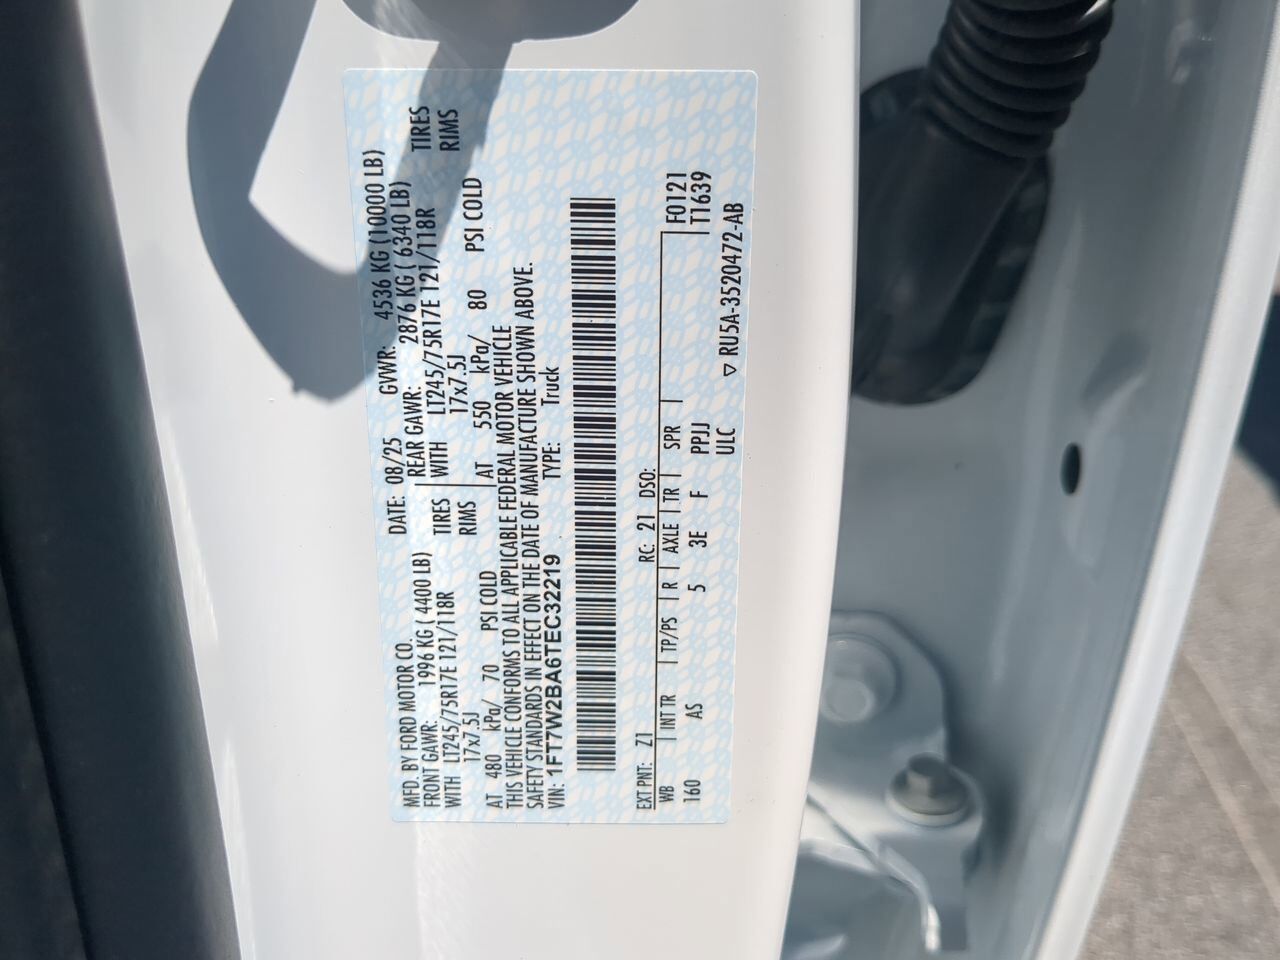 MFD. BY FORD MOTOR CO. DATE: 08/25 GVWR: 4536 KG (10000 LB)
FRONT GAWR: 1996 KG ( 4400 LB) REAR GAWR: 2876 KG ( 6340 LB)
WITH LT245/75R17E 121/118R TIRES WITH LT245/75R17E 121/118R TIRES
17x7.5J RIMS 17x7.5J RIMS
AT 480 kPa/ 70 PSI COLD AT 550 kPa/ 80 PSI COLD
THIS VEHICLE CONFORMS TO ALL APPLICABLE FEDERAL MOTOR VEHICLE
SAFETY STANDARDS IN EFFECT ON THE DATE OF MANUFACTURE SHOWN ABOVE.
VIN: 1FT7W2BA6TEC32219 TYPE: Truck
EXT PNT: Z1 RC: 21 DSO: F0121
WB INT TR TP/PS R AXLE TR SPR T1639
160 AS 5 3E F PPJJ
ULC ▽ RU5A-3520472-AB